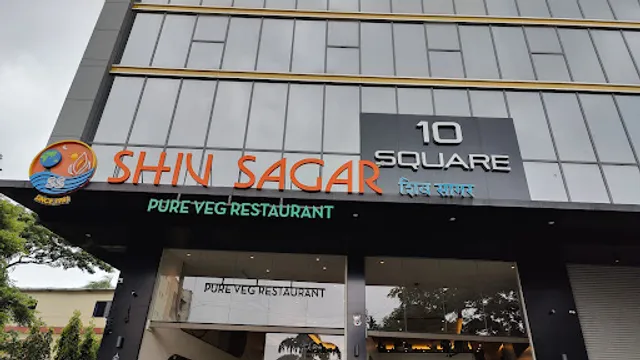 10
SQUARE
SHIV SAGAR
शिव सागर
PURE VEG RESTAURANT
PURE VEG RESTAURANT